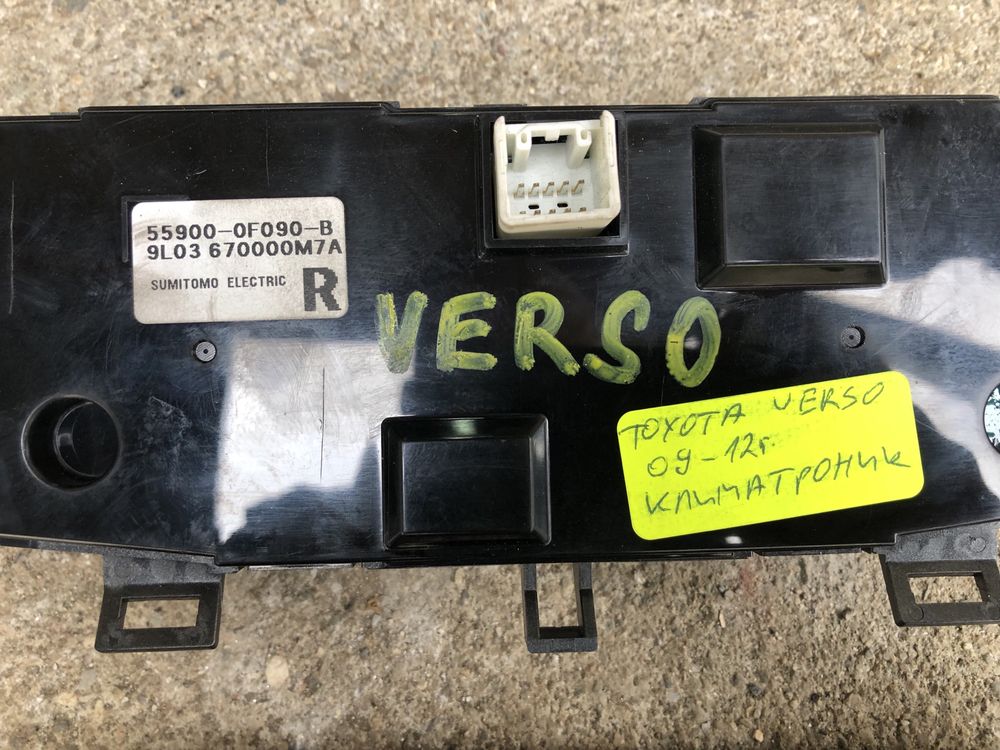 55900-0F090-B
9L03 670000M7A
SUMITOMO ELECTRIC R
VERSO
TOYOTA VERSO
09-12г.
КЛИМАТРОНИК